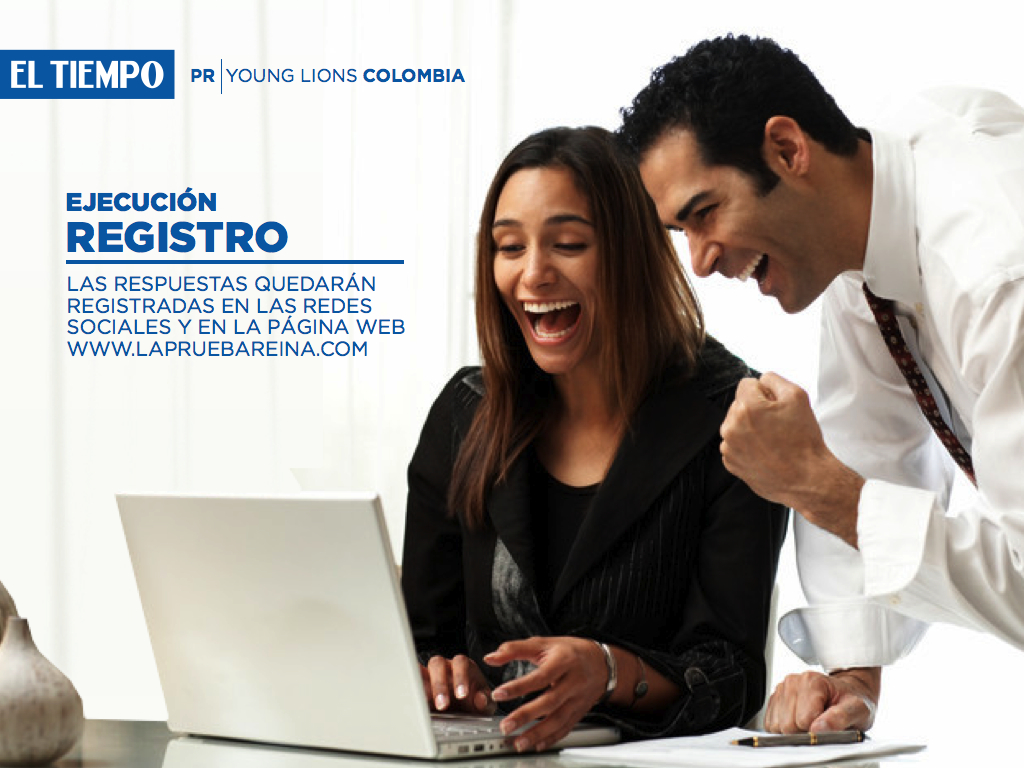 EL TIEMPO PR YOUNG LIONS COLOMBIA
EJECUCIÓN
REGISTRO
LAS RESPUESTAS QUEDARÁN
REGISTRADAS EN LAS REDES
SOCIALES Y EN LA PÁGINA WEB
WWW.LAPRUEBAREINA.COM